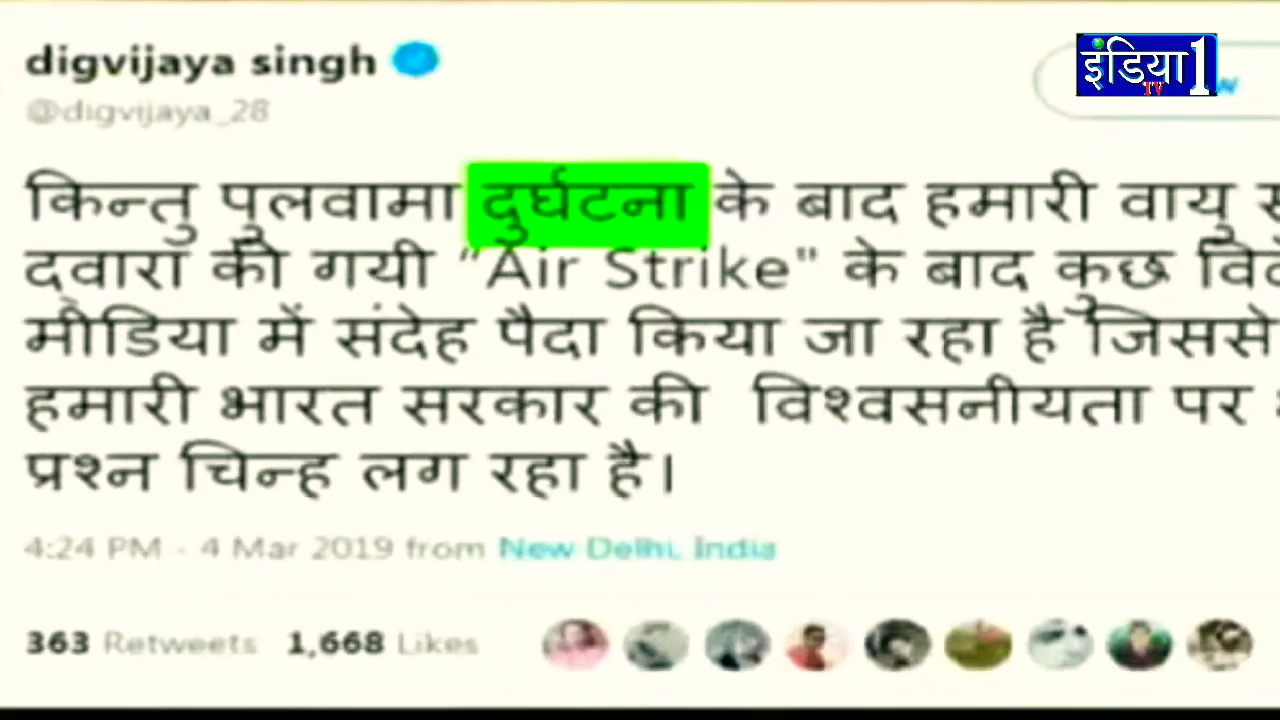 digvijaya singh
@digvijaya_28
इंडिया 1
TV
किन्तु पुलवामा दुर्घटना के बाद हमारी वायु
द्वारा की गयी "Air Strike" के बाद कुछ
मीडिया में संदेह पैदा किया जा रहा है जिससे
हमारी भारत सरकार की विश्वसनीयता पर
प्रश्न चिन्ह लग रहा है।
4:24 PM - 4 Mar 2019 from New Delhi, India
363 Retweets 1,668 Likes